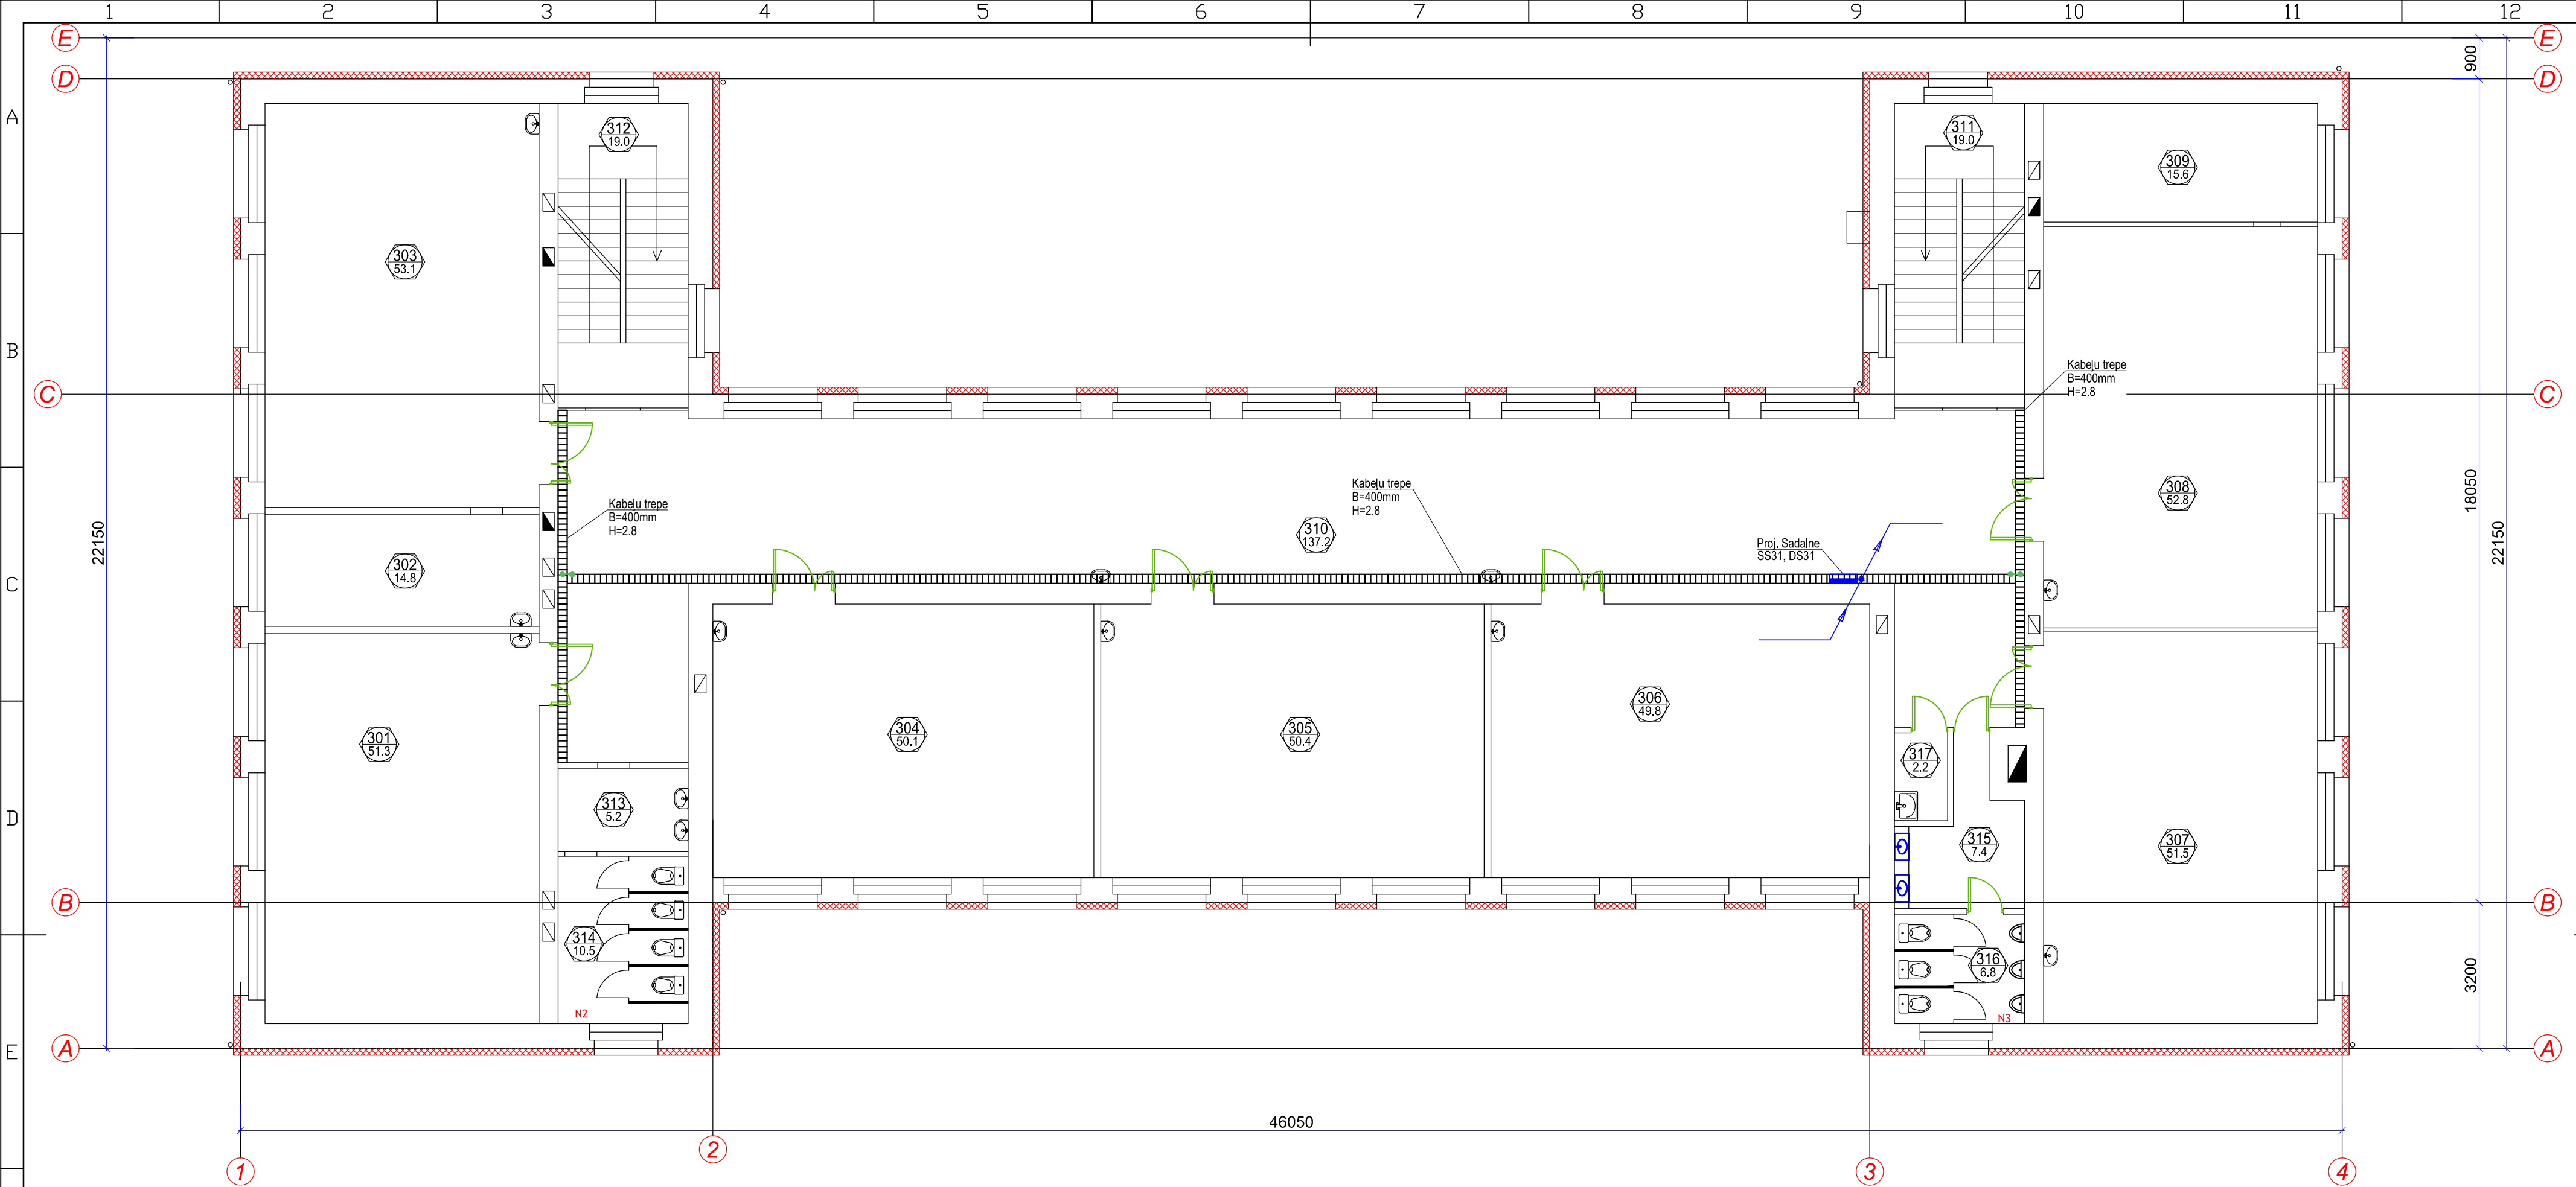 1 2 3 4 5 6 7 8 9 10 11 12
E E
900
D D
A
312
19.0
311
19.0
309
15.6
303
53.1
B
Kabeļu trepe
B=400mm
H=2.8
C C
Kabeļu trepe
B=400mm
H=2.8
308
52.8
18050
Kabeļu trepe
B=400mm
H=2.8
310
137.2
22150
22150
Proj. Sadalne
SS31, DS31
302
14.8
C
306
49.8
301
51.3
304
50.1
305
50.4
317
2.2
313
5.2
D
315
7.4
307
51.5
B B
314
10.5
316
6.8
3200
N2
N3
E
A A
46050
1 2 3 4